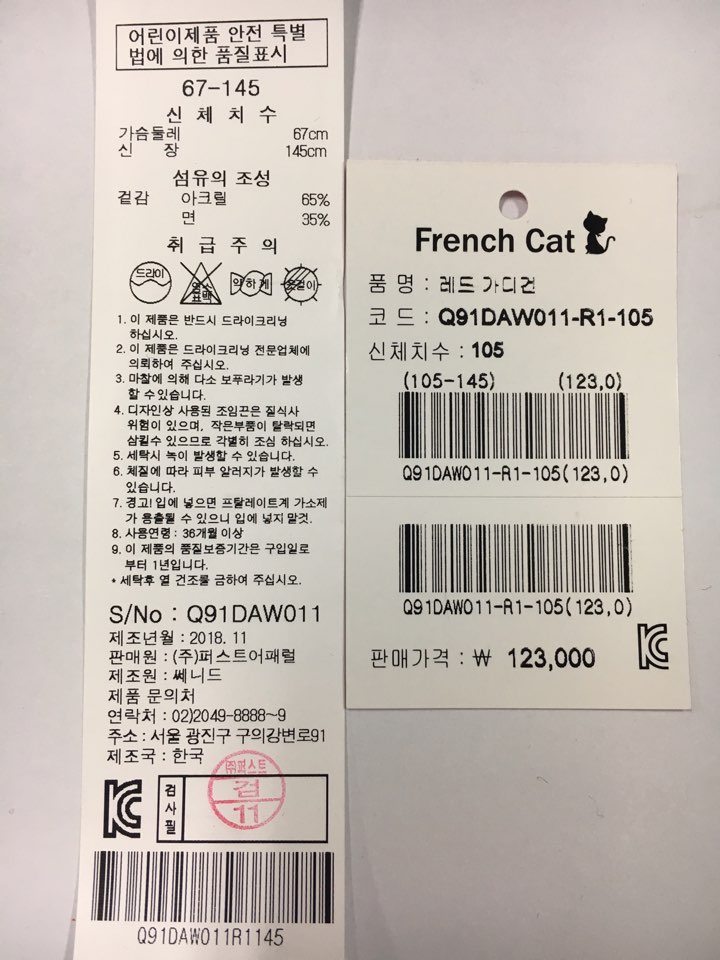 어린이제품 안전 특별
법에 의한 품질표시
67-145
신 체 치 수
가슴둘레 67cm
신 장 145cm
섬유의 조성
겉감 아크릴 65%
면 35%
취 급 주 의
드라이 염소 표백 약하게 옷걸이
1. 이 제품은 반드시 드라이크리닝
하십시오.
2. 이 제품은 드라이크리닝 전문업체에
의뢰하여 주십시오.
3. 마찰에 의해 다소 보푸라기가 발생
할 수있습니다.
4. 디자인상 사용된 조임끈은 질식사
위험이 있으며, 작은부품이 탈락되면
삼킬수 있으므로 각별히 조심 하십시오.
5. 세탁시 녹이 발생할 수 있습니다.
6. 체질에 따라 피부 알러지가 발생할 수
있습니다.
7. 경고! 입에 넣으면 프탈레이트계 가소제
가 용출될 수 있으니 입에 넣지 말것.
8. 사용연령 : 36개월 이상
9. 이 제품의 품질보증기간은 구입일로
부터 1년입니다.
* 세탁후 열 건조를 금하여 주십시오.
S/No : Q91DAW011
제조년월 : 2018. 11
판매원 : (주)퍼스트어패럴
제조원 : 쎄니드
제품 문의처
연락처 : 02)2049-8888~9
주소 : 서울 광진구 구의강변로91
제조국 : 한국
㈜퍼스트
검
11
검사필
Q91DAW011R1145
French Cat
품 명 : 레드 가디건
코 드 : Q91DAW011-R1-105
신체치수 : 105
(105-145) (123,0)
Q91DAW011-R1-105(123,0)
Q91DAW011-R1-105(123,0)
판매가격 : ₩ 123,000